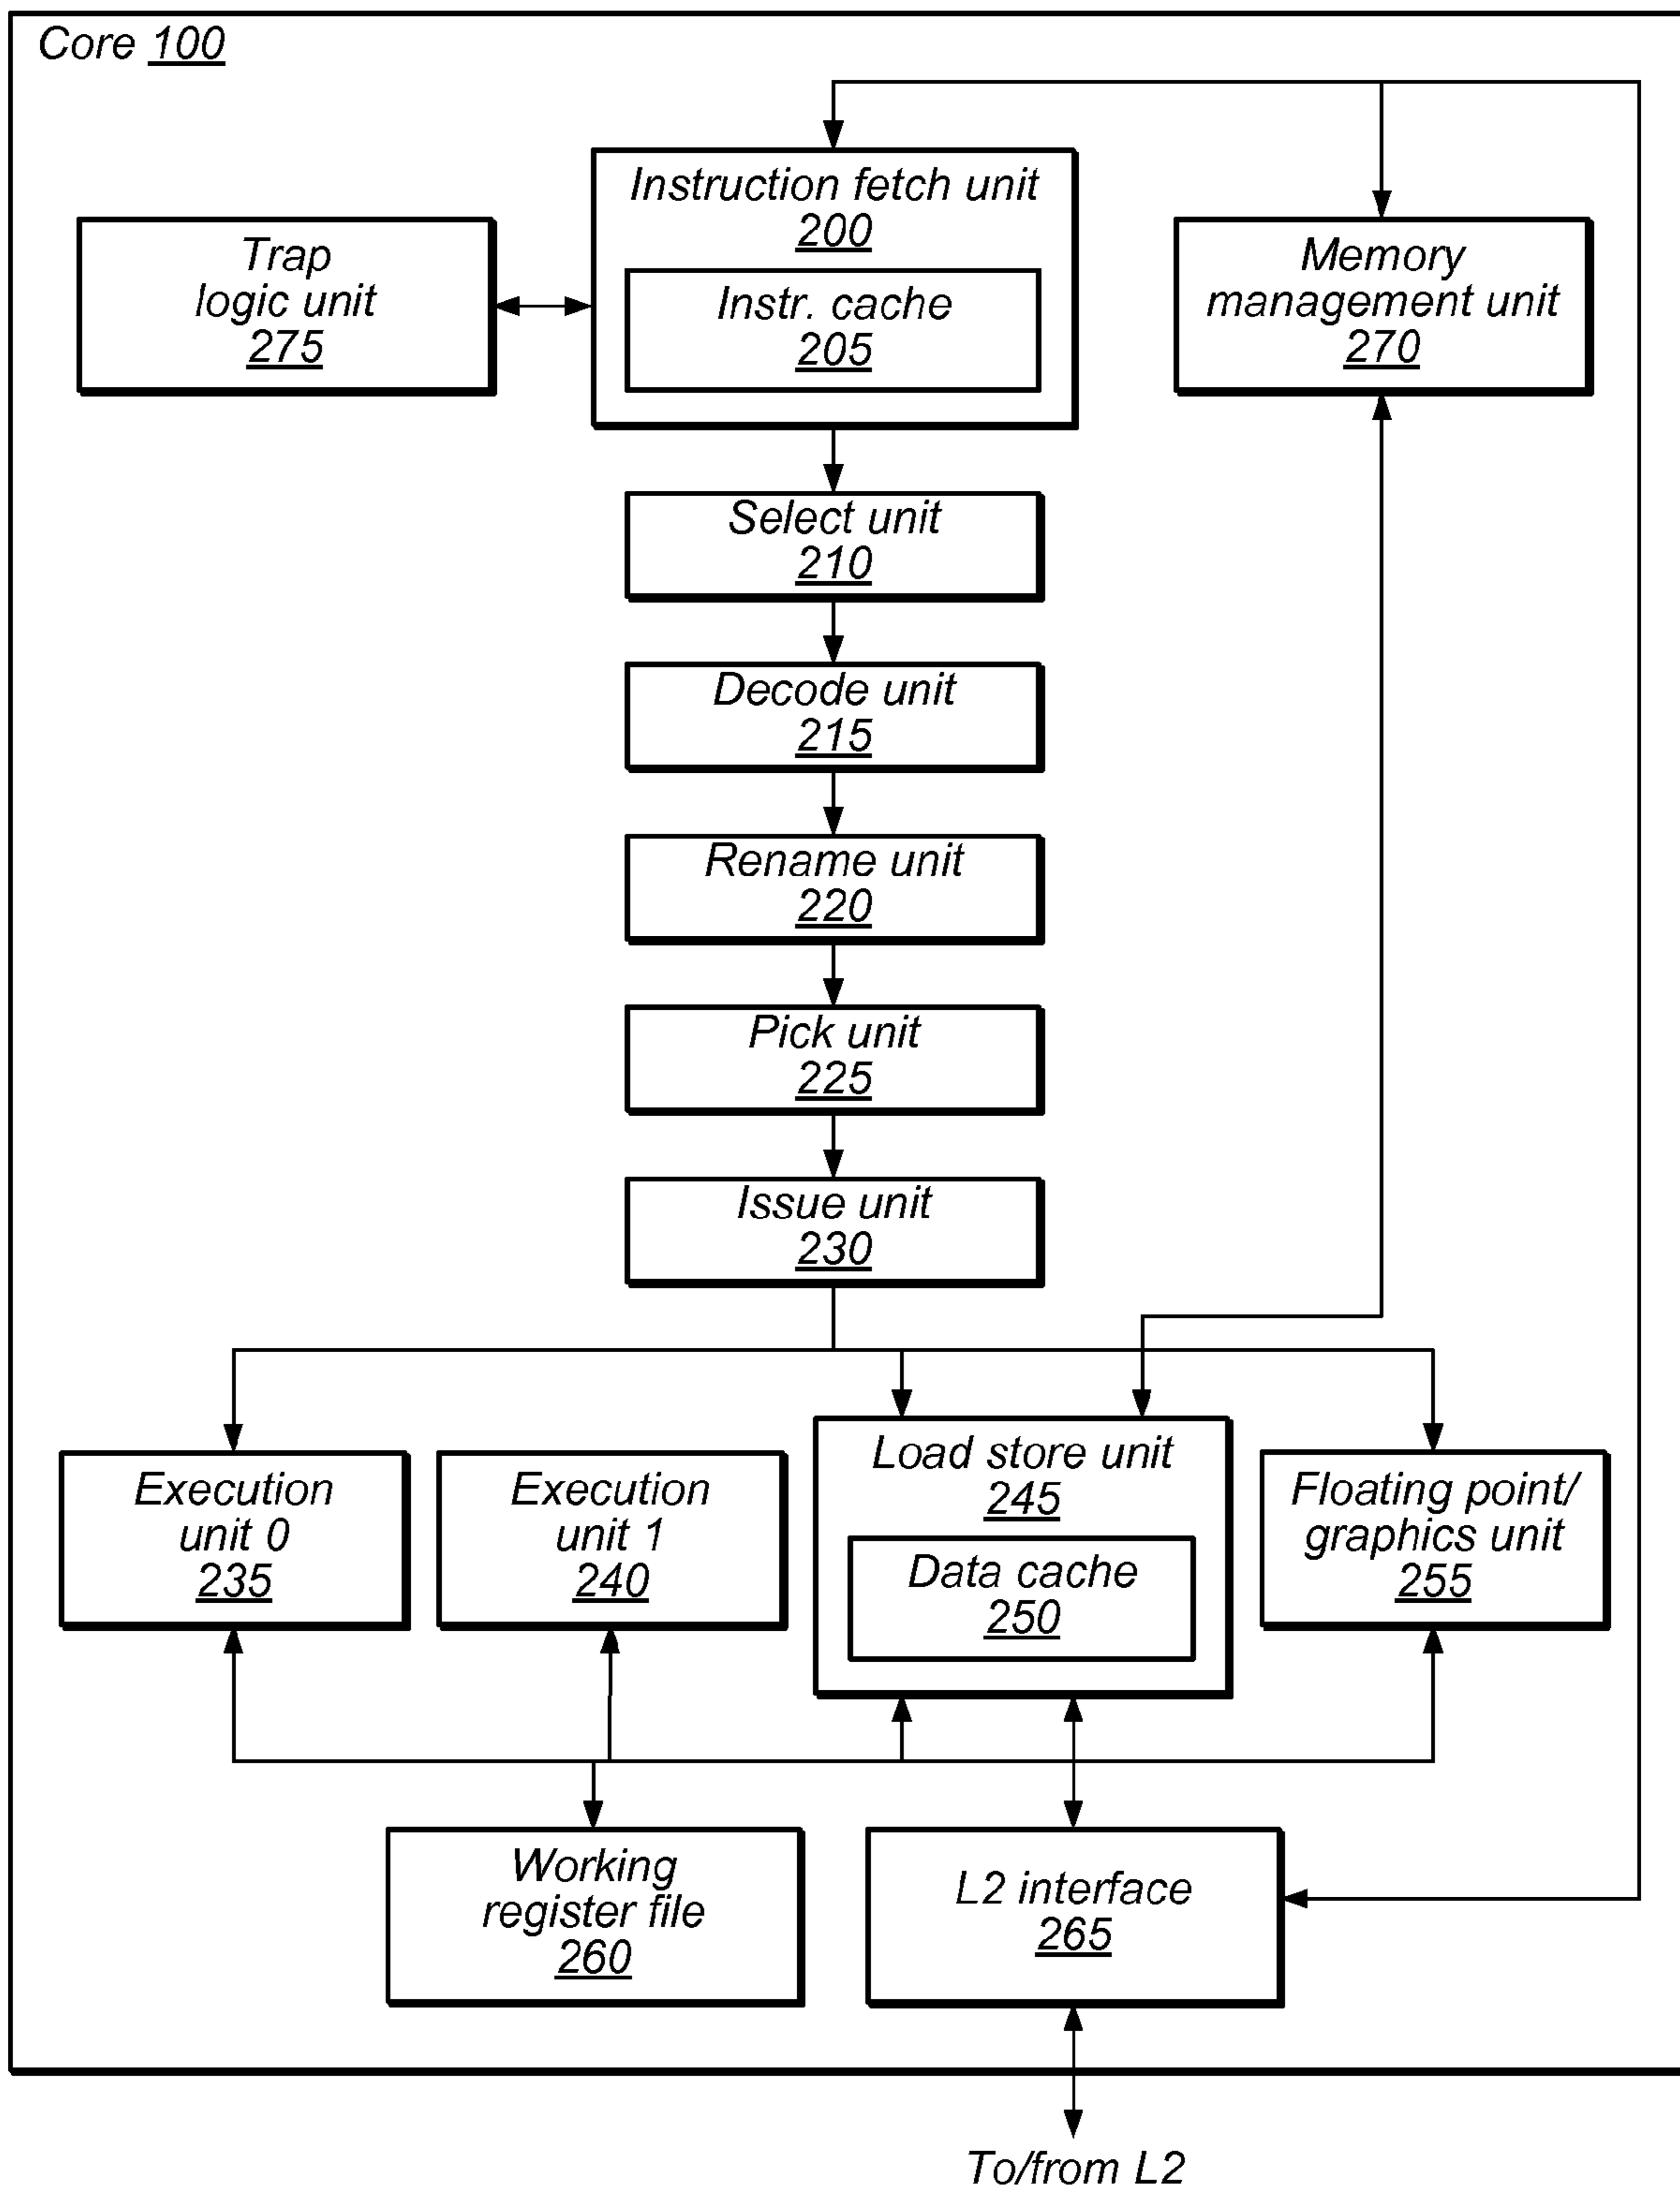 Core 100
Instruction fetch unit
200
Instr. cache
205
Trap
logic unit
275
Memory
management unit
270
Select unit
210
Decode unit
215
Rename unit
220
Pick unit
225
Issue unit
230
Execution
unit 0
235
Execution
unit 1
240
Load store unit
245
Data cache
250
Floating point/
graphics unit
255
Working
register file
260
L2 interface
265
To/from L2